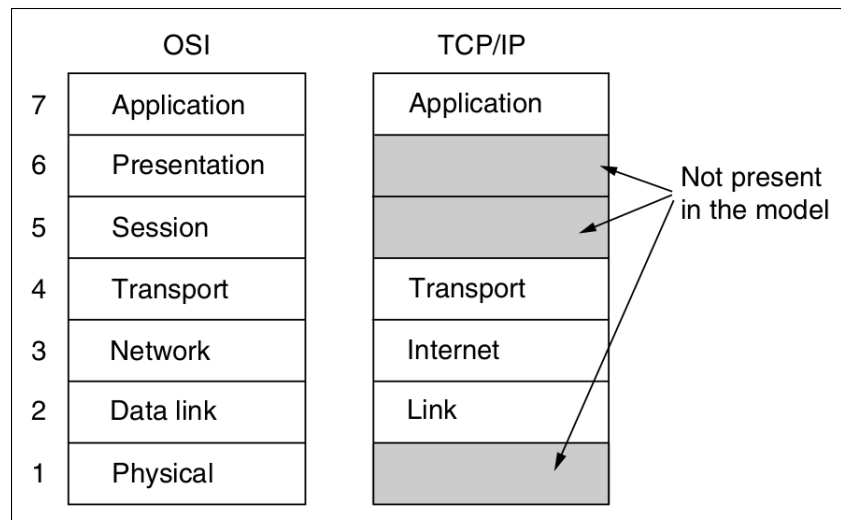 OSI TCP/IP
7 Application Application
6 Presentation
Not present
in the model
5 Session
4 Transport Transport
3 Network Internet
2 Data link Link
1 Physical